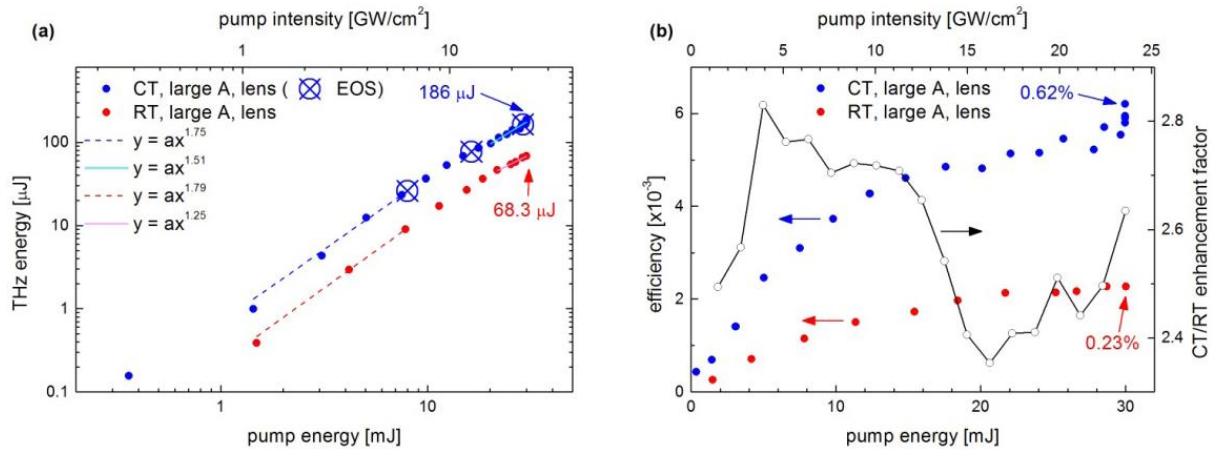 (a)
pump intensity [GW/cm²]
1 10
100
10
1
0.1
THz energy [µJ]
CT, large A, lens ( EOS)
RT, large A, lens
y = ax^1.75
y = ax^1.51
y = ax^1.79
y = ax^1.25
186 µJ
68.3 µJ
1 10
pump energy [mJ]
(b)
pump intensity [GW/cm²]
0 5 10 15 20 25
6
4
2
0
efficiency [x10⁻³]
CT, large A, lens
RT, large A, lens
0.62%
0.23%
2.8
2.6
2.4
CT/RT enhancement factor
0 10 20 30
pump energy [mJ]